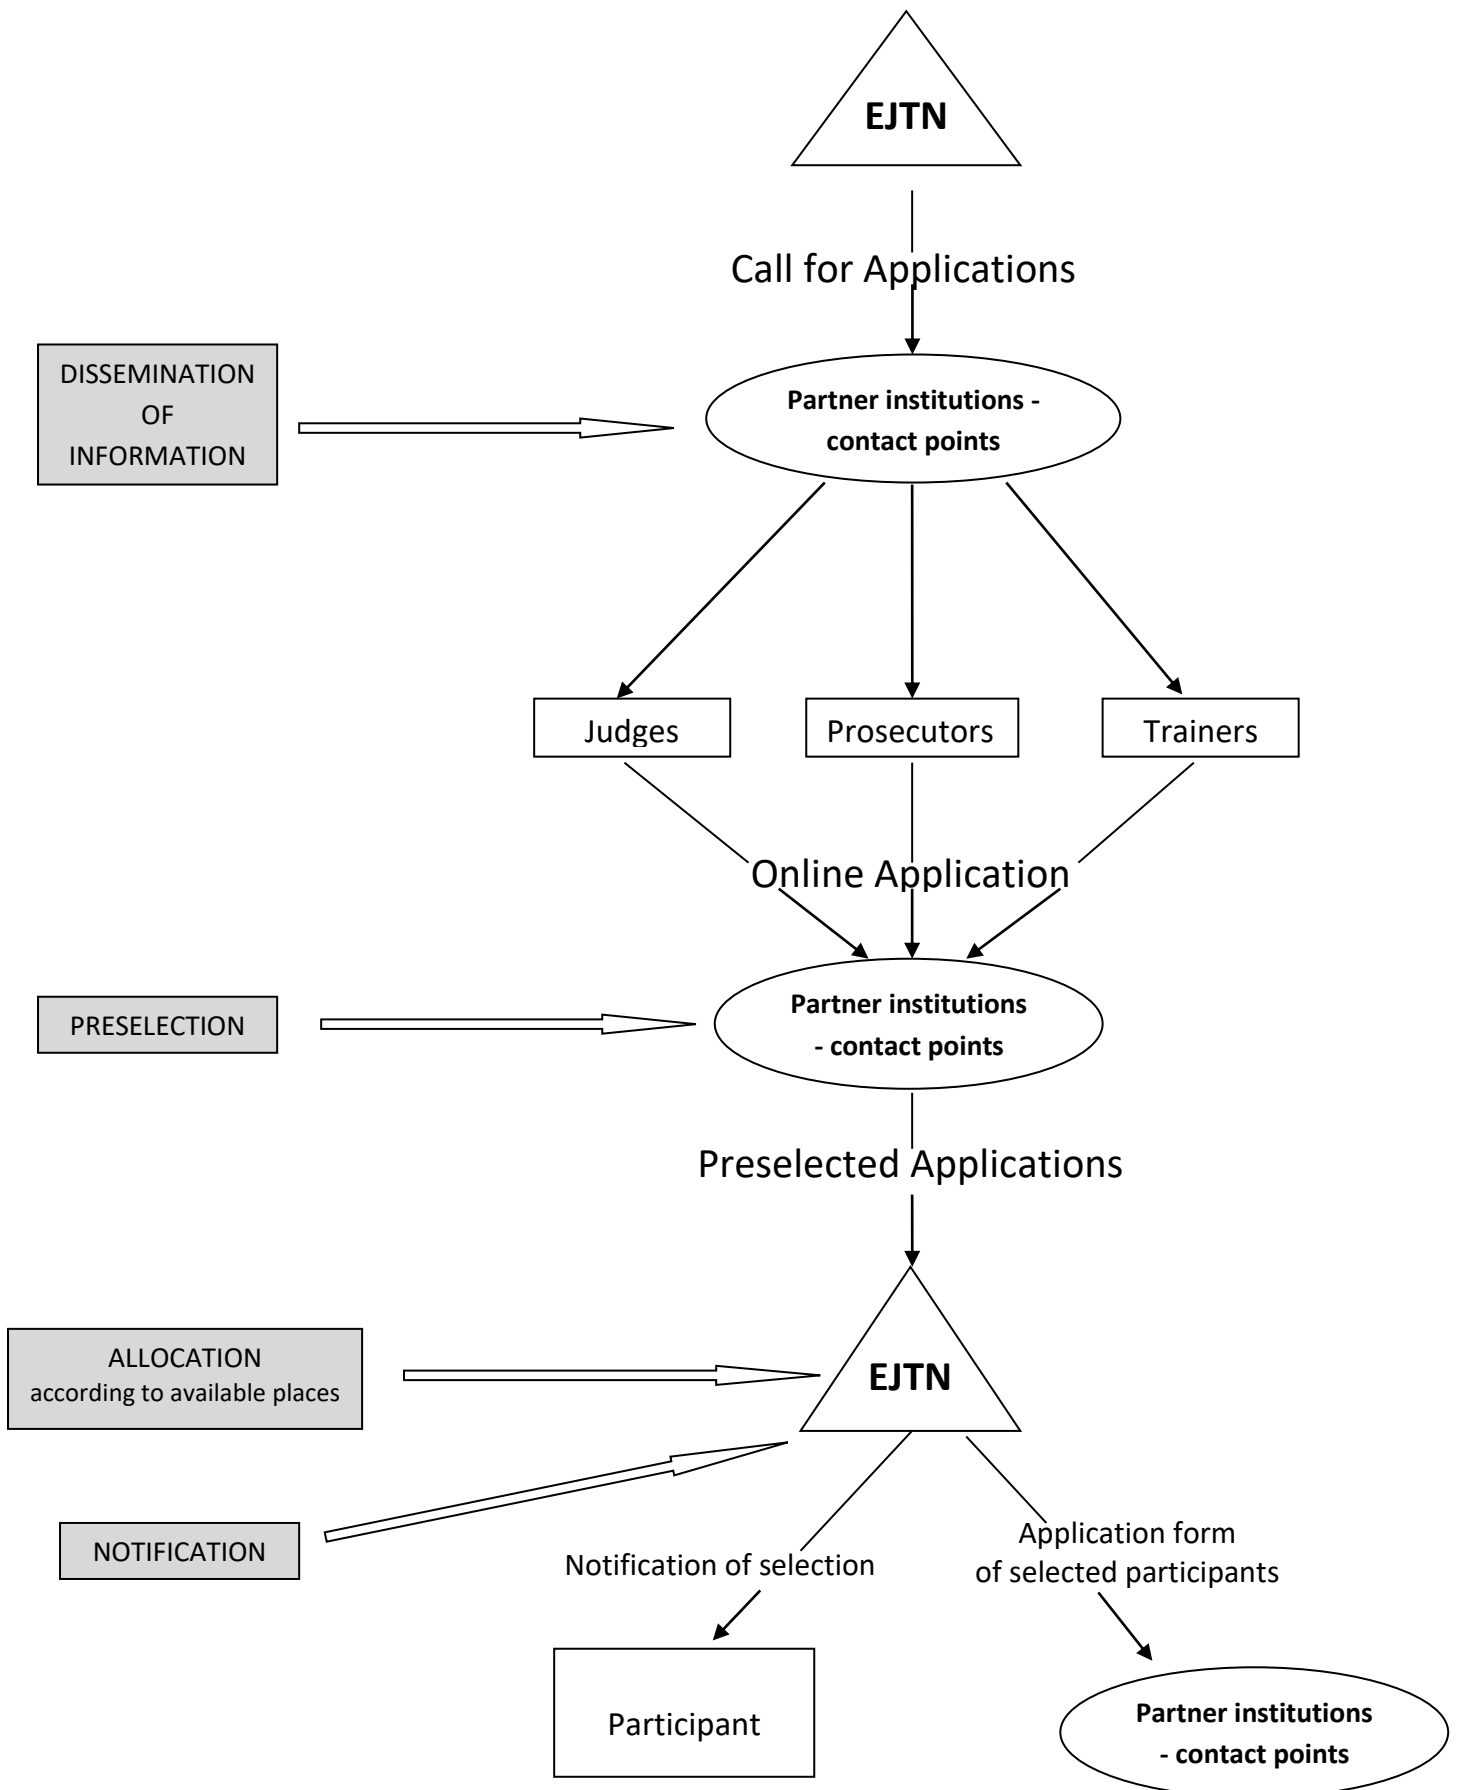 EJTN
Call for Applications
DISSEMINATION
OF
INFORMATION
Partner institutions -
contact points
Judges
Prosecutors
Trainers
Online Application
PRESELECTION
Partner institutions
- contact points
Preselected Applications
ALLOCATION
according to available places
EJTN
NOTIFICATION
Notification of selection
Application form
of selected participants
Participant
Partner institutions
- contact points